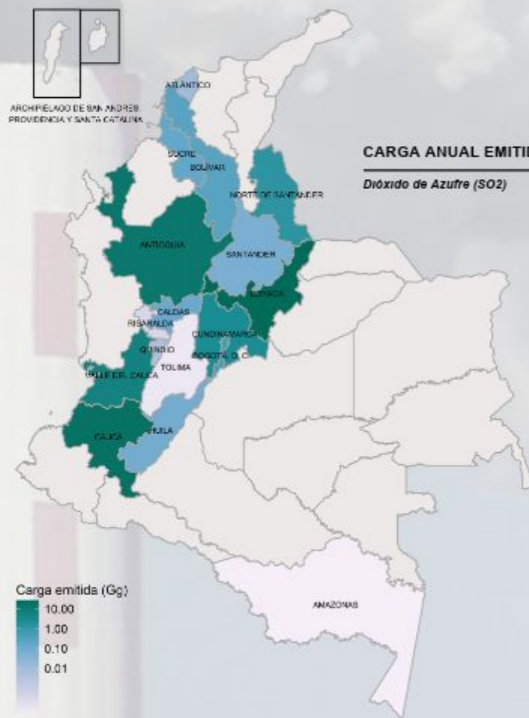 ARCHIPIÉLAGO DE SAN ANDRES
PROVIDENCIA Y SANTA CATALINA
ATLÁNTICO
CARGA ANUAL EMITI
Dióxido de Azufre (SO2)
SUCRE
BOLÍVAR
NORTE DE SANTANDER
ANTIOQUIA
SANTANDER
BOYACÁ
CALDAS
RISARALDA
CUNDINAMARCA
QUINDIO
BOGOTÁ, D. C.
TOLIMA
VALLE DEL CAUCA
CAUCA
HUILA
AMAZONAS
Carga emitida (Gg)
10.00
1.00
0.10
0.01